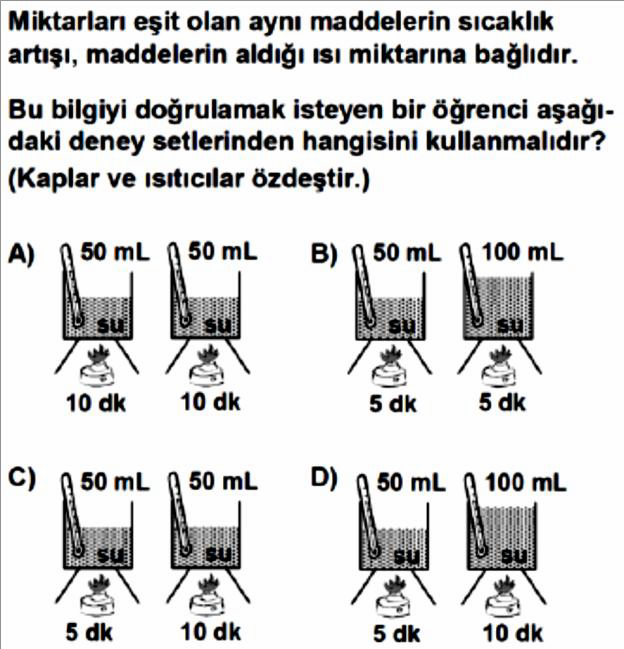 Miktarları eşit olan aynı maddelerin sıcaklık
artışı, maddelerin aldığı ısı miktarına bağlıdır.
Bu bilgiyi doğrulamak isteyen bir öğrenci aşağı-
daki deney setlerinden hangisini kullanmalıdır?
(Kaplar ve ısıtıcılar özdeştir.)
A) 50 mL 50 mL
su su
10 dk 10 dk
B) 50 mL 100 mL
su su
5 dk 5 dk
C) 50 mL 50 mL
su su
5 dk 10 dk
D) 50 mL 100 mL
su su
5 dk 10 dk